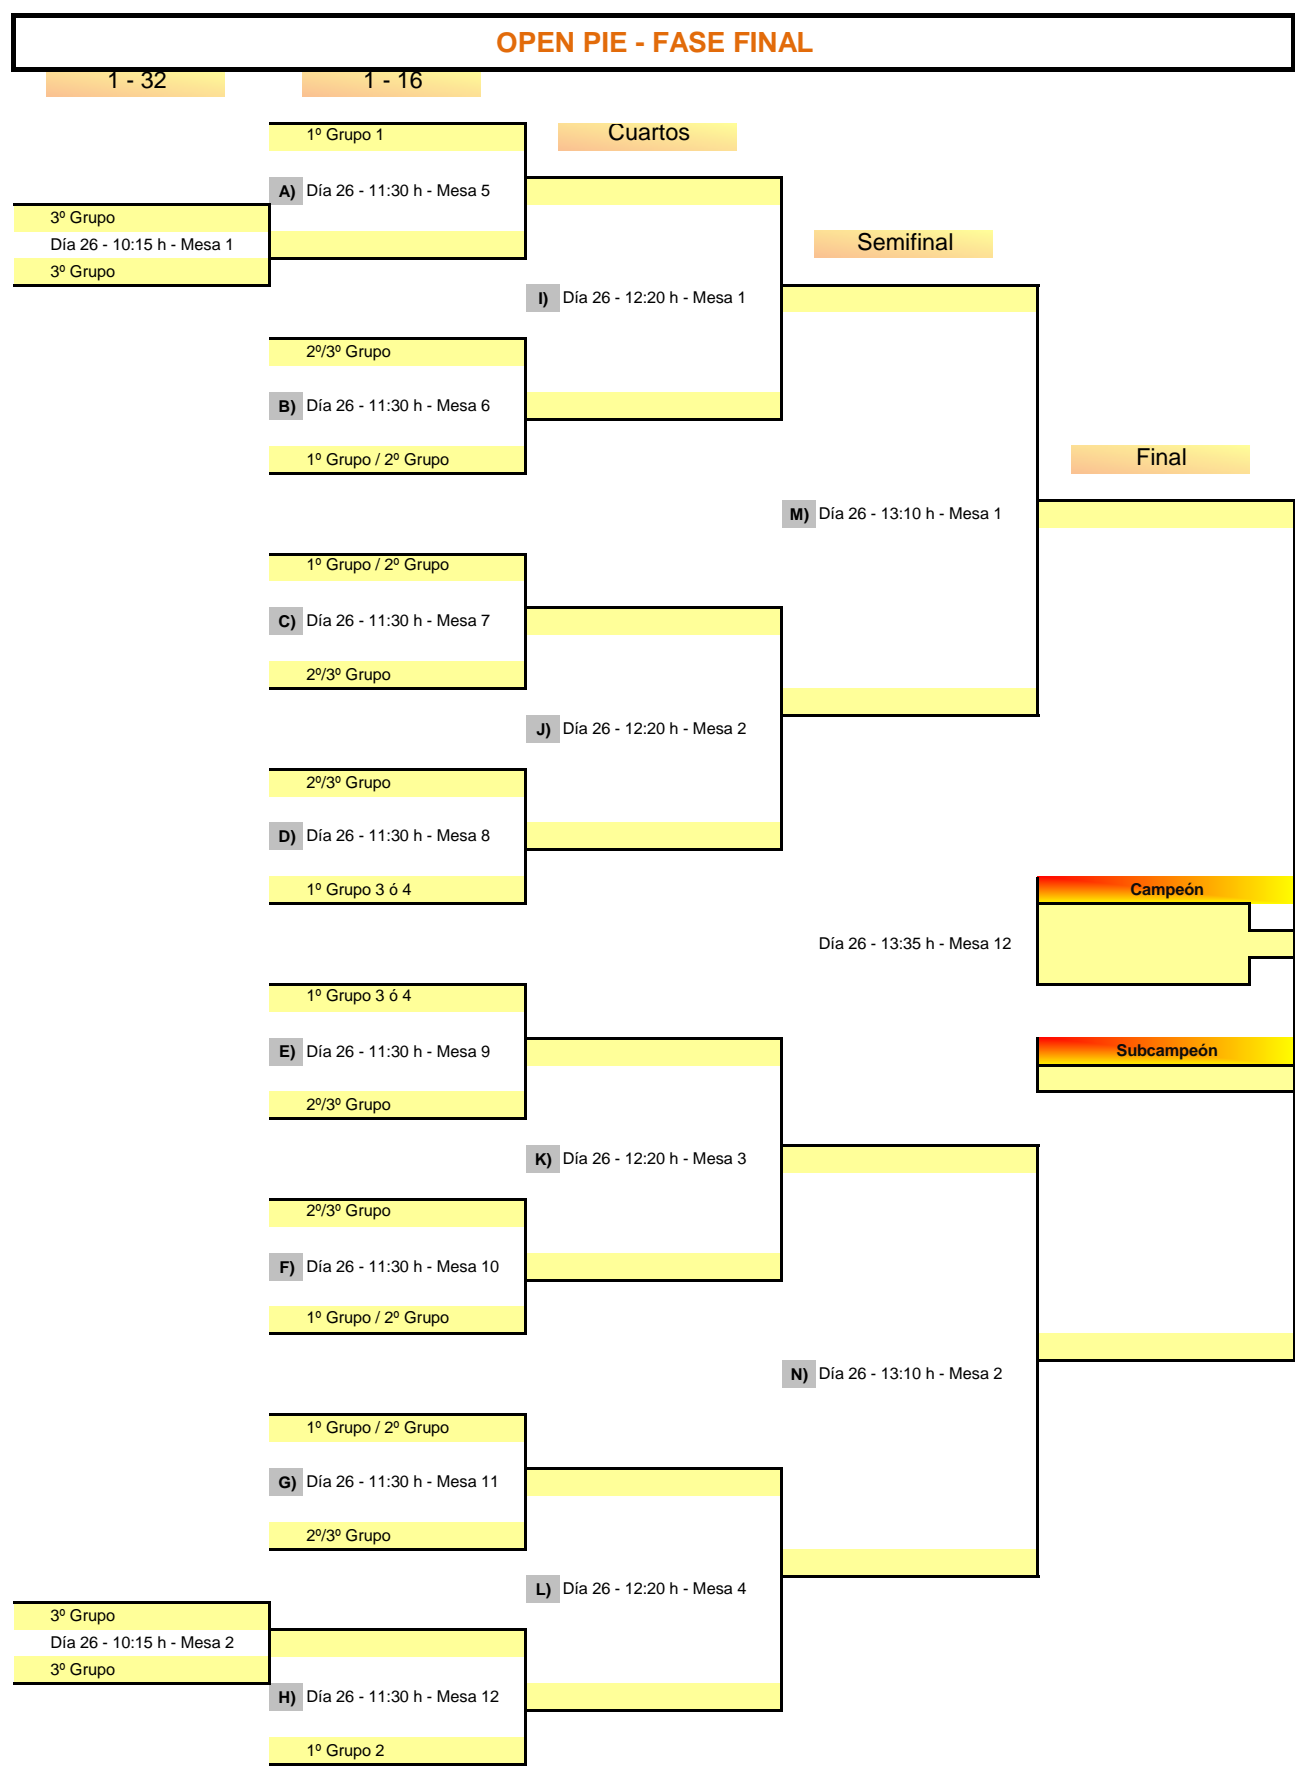 OPEN PIE - FASE FINAL
1 - 32
1 - 16
1º Grupo 1
Cuartos
A) Día 26 - 11:30 h - Mesa 5
3º Grupo
Día 26 - 10:15 h - Mesa 1
3º Grupo
Semifinal
I) Día 26 - 12:20 h - Mesa 1
2º/3º Grupo
B) Día 26 - 11:30 h - Mesa 6
1º Grupo / 2º Grupo
Final
M) Día 26 - 13:10 h - Mesa 1
1º Grupo / 2º Grupo
C) Día 26 - 11:30 h - Mesa 7
2º/3º Grupo
J) Día 26 - 12:20 h - Mesa 2
2º/3º Grupo
D) Día 26 - 11:30 h - Mesa 8
1º Grupo 3 ó 4
Campeón
Día 26 - 13:35 h - Mesa 12
1º Grupo 3 ó 4
E) Día 26 - 11:30 h - Mesa 9
Subcampeón
2º/3º Grupo
K) Día 26 - 12:20 h - Mesa 3
2º/3º Grupo
F) Día 26 - 11:30 h - Mesa 10
1º Grupo / 2º Grupo
N) Día 26 - 13:10 h - Mesa 2
1º Grupo / 2º Grupo
G) Día 26 - 11:30 h - Mesa 11
2º/3º Grupo
L) Día 26 - 12:20 h - Mesa 4
3º Grupo
Día 26 - 10:15 h - Mesa 2
3º Grupo
H) Día 26 - 11:30 h - Mesa 12
1º Grupo 2